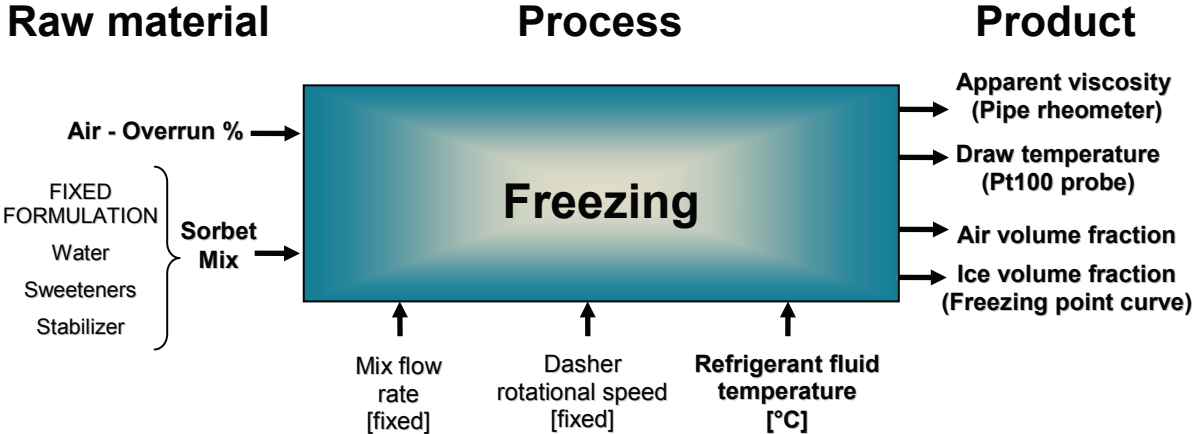 Raw material
Process
Product
Air - Overrun %
FIXED
FORMULATION
Water
Sweeteners
Stabilizer
Sorbet
Mix
Freezing
Mix flow
rate
[fixed]
Dasher
rotational speed
[fixed]
Refrigerant fluid
temperature
[°C]
Apparent viscosity
(Pipe rheometer)
Draw temperature
(Pt100 probe)
Air volume fraction
Ice volume fraction
(Freezing point curve)